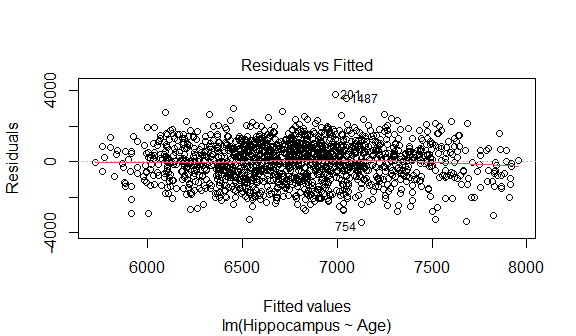 Residuals vs Fitted
4000
0
-4000
Residuals
201
1487
754
6000 6500 7000 7500 8000
Fitted values
lm(Hippocampus ~ Age)